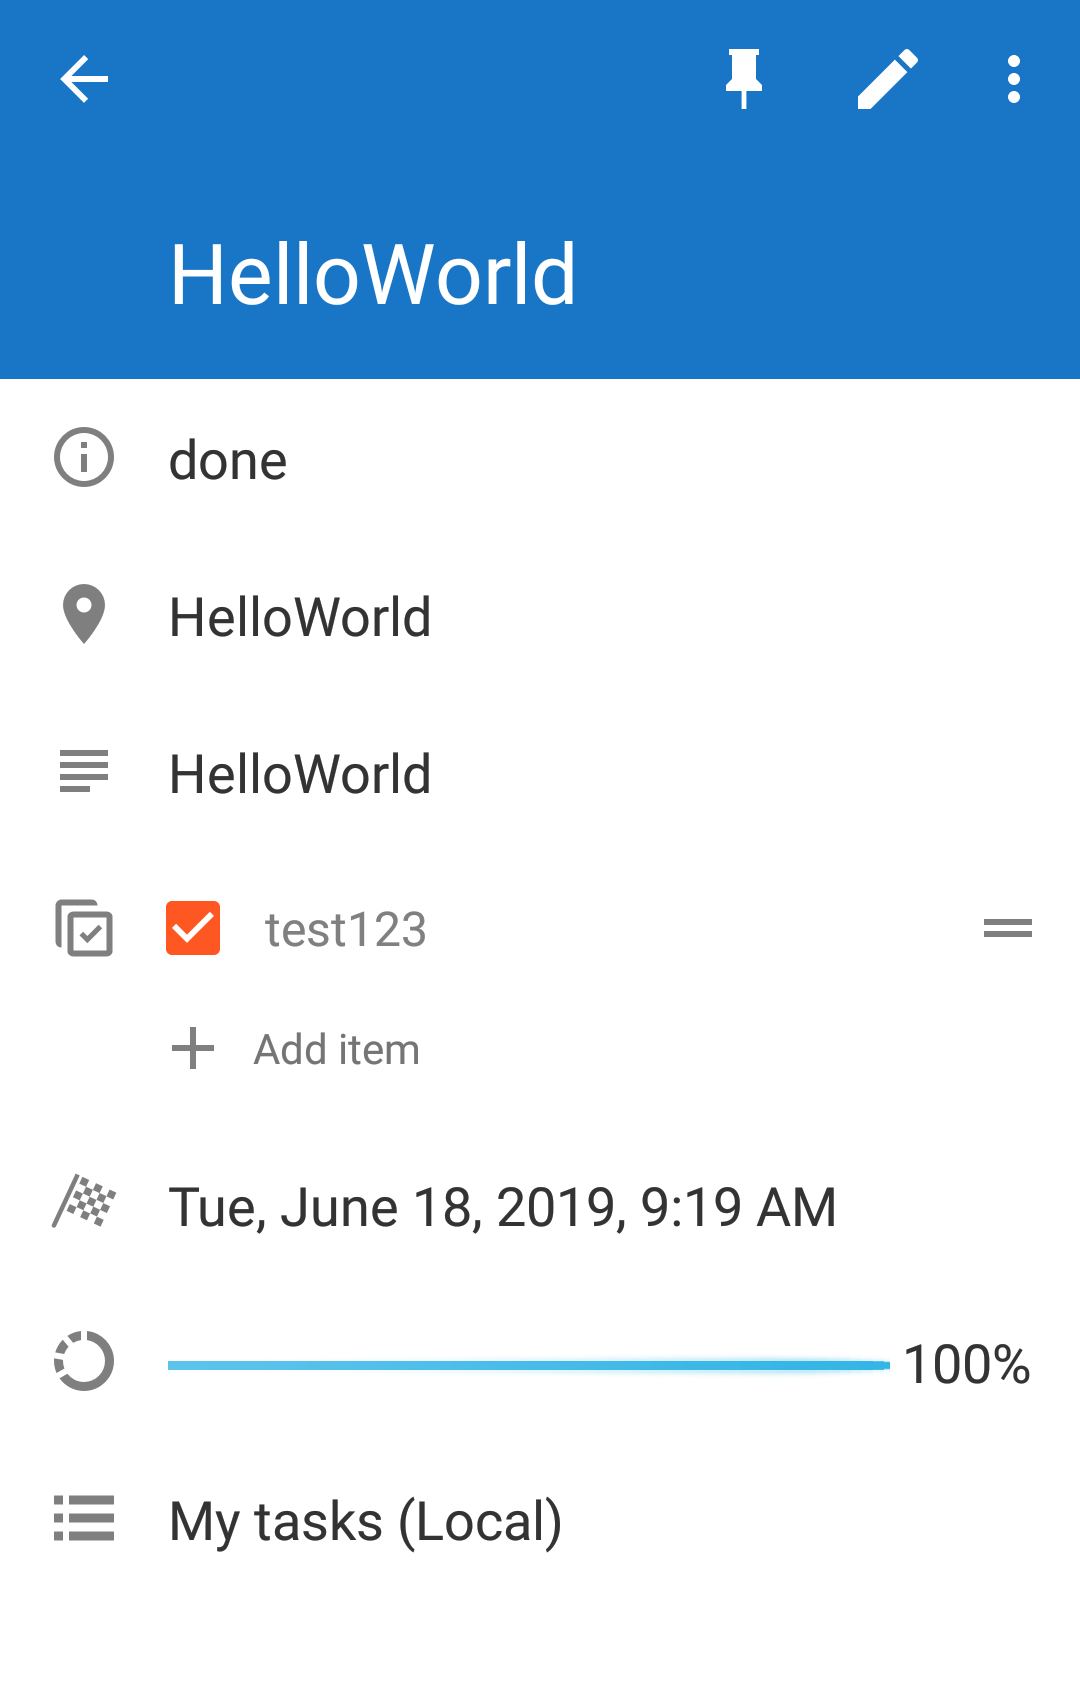 HelloWorld
done
HelloWorld
HelloWorld
test123
Add item
Tue, June 18, 2019, 9:19 AM
100%
My tasks (Local)